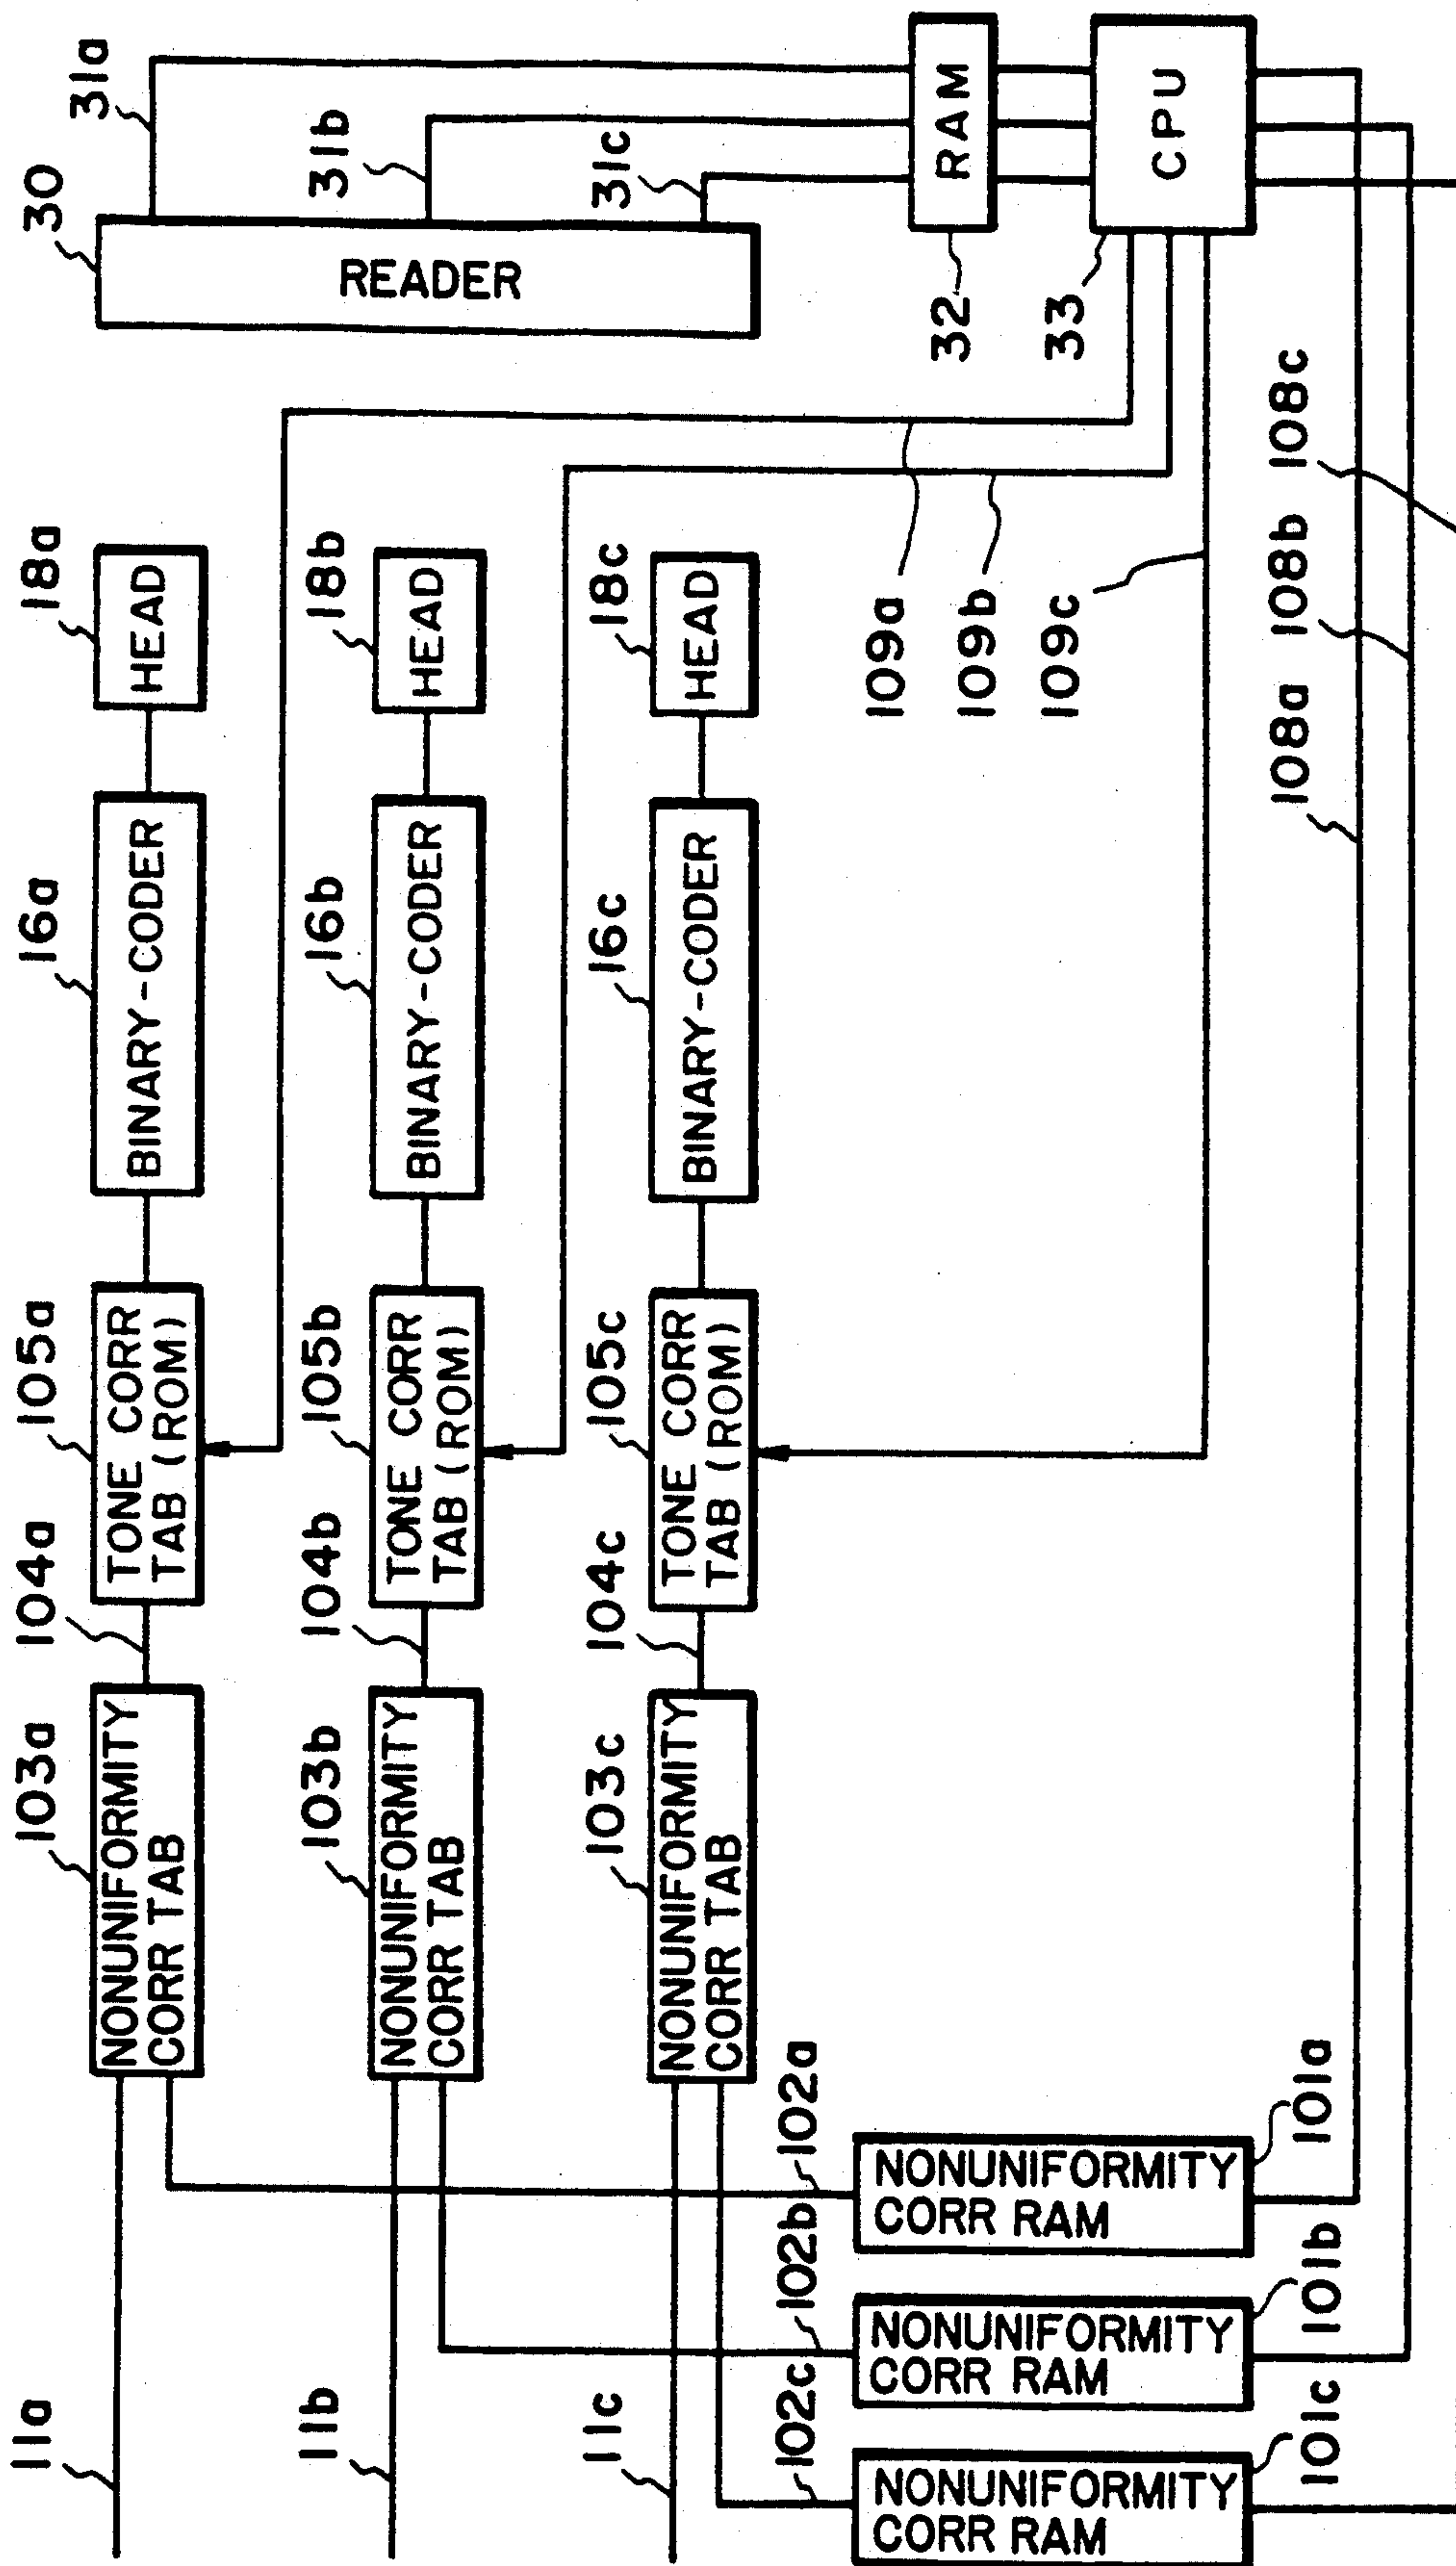 11a
103a
104a
105a
16a
18a
30
31a
NONUNIFORMITY
CORR TAB
TONE CORR
TAB (ROM)
BINARY-CODER
HEAD
READER
11b
103b
104b
105b
16b
18b
31b
NONUNIFORMITY
CORR TAB
TONE CORR
TAB (ROM)
BINARY-CODER
HEAD
11c
103c
104c
105c
16c
18c
31c
NONUNIFORMITY
CORR TAB
TONE CORR
TAB (ROM)
BINARY-CODER
HEAD
102c
102b
102a
109a
109b
109c
32
33
RAM
CPU
NONUNIFORMITY
CORR RAM
NONUNIFORMITY
CORR RAM
NONUNIFORMITY
CORR RAM
101c
101b
101a
108a
108b
108c